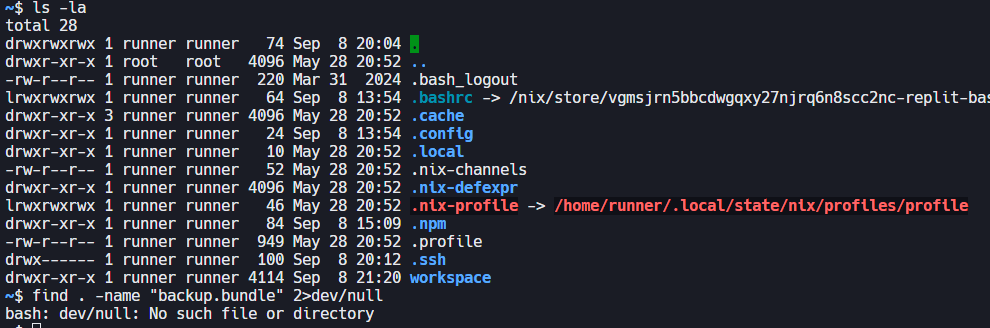 ~$ ls -la
total 28
drwxrwxrwx 1 runner runner   74 Sep  8 20:04 .
drwxr-xr-x 1 root   root   4096 May 28 20:52 ..
-rw-r--r-- 1 runner runner  220 Mar 31  2024 .bash_logout
lrwxrwxrwx 1 runner runner   64 Sep  8 13:54 .bashrc -> /nix/store/vgmsjrn5bbcdwgqxy27njrq6n8scc2nc-replit-bas
drwxr-xr-x 3 runner runner 4096 May 28 20:52 .cache
drwxr-xr-x 1 runner runner   24 Sep  8 13:54 .config
drwxr-xr-x 1 runner runner   10 May 28 20:52 .local
-rw-r--r-- 1 runner runner   52 May 28 20:52 .nix-channels
drwxr-xr-x 1 runner runner 4096 May 28 20:52 .nix-defexpr
lrwxrwxrwx 1 runner runner   46 May 28 20:52 .nix-profile -> /home/runner/.local/state/nix/profiles/profile
drwxr-xr-x 1 runner runner   84 Sep  8 15:09 .npm
-rw-r--r-- 1 runner runner  949 May 28 20:52 .profile
drwx------ 1 runner runner  100 Sep  8 20:12 .ssh
drwxr-xr-x 1 runner runner 4114 Sep  8 21:20 workspace
~$ find . -name "backup.bundle" 2>dev/null
bash: dev/null: No such file or directory